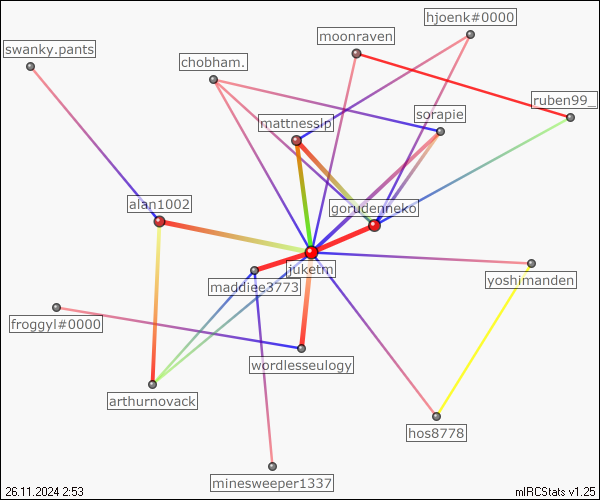 hjoenk#0000
moonraven
swanky.pants
chobham.
ruben99_
sorapie
mattnesslp
alan1002
gorudenneko
juketm
yoshimanden
maddiee3773
froggyl#0000
wordlesseulogy
arthurnovack
hos8778
minesweeper1337
26.11.2024 2:53
mIRCStats v1.25